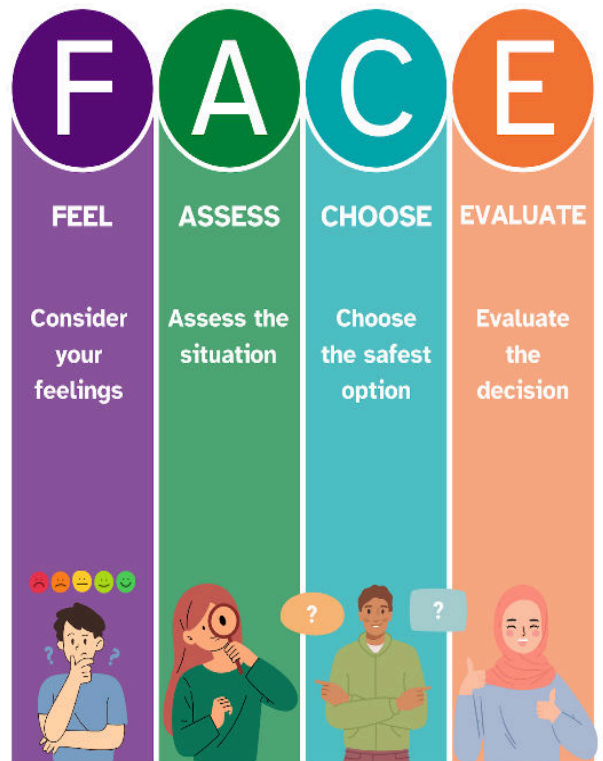 F A C E
FEEL ASSESS CHOOSE EVALUATE
Consider
your
feelings
Assess the
situation
Choose
the safest
option
Evaluate
the
decision
? ?
? ?